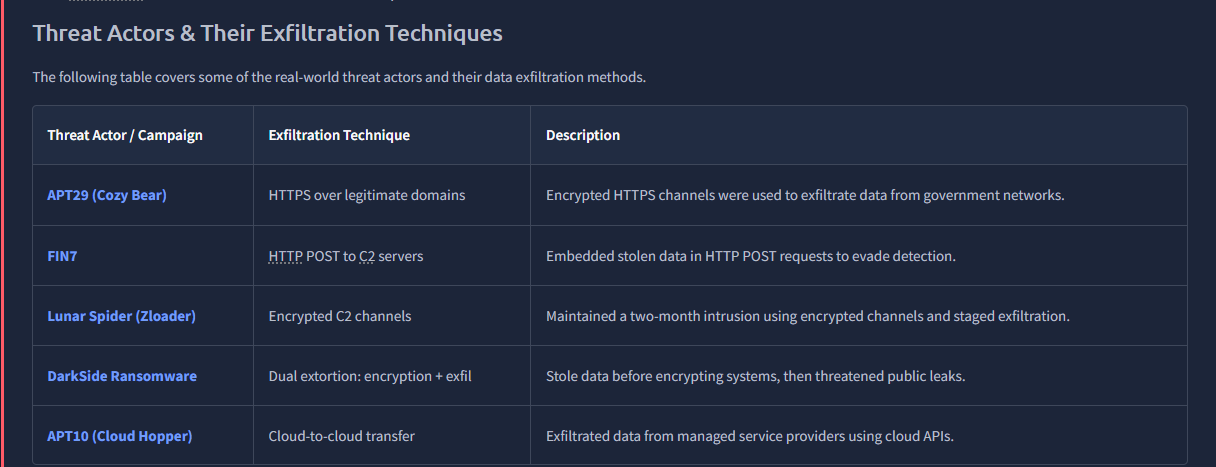 Threat Actors & Their Exfiltration Techniques
The following table covers some of the real-world threat actors and their data exfiltration methods.
Threat Actor / Campaign Exfiltration Technique Description
APT29 (Cozy Bear) HTTPS over legitimate domains Encrypted HTTPS channels were used to exfiltrate data from government networks.
FIN7 HTTP POST to C2 servers Embedded stolen data in HTTP POST requests to evade detection.
Lunar Spider (Zloader) Encrypted C2 channels Maintained a two-month intrusion using encrypted channels and staged exfiltration.
DarkSide Ransomware Dual extortion: encryption + exfil Stole data before encrypting systems, then threatened public leaks.
APT10 (Cloud Hopper) Cloud-to-cloud transfer Exfiltrated data from managed service providers using cloud APIs.